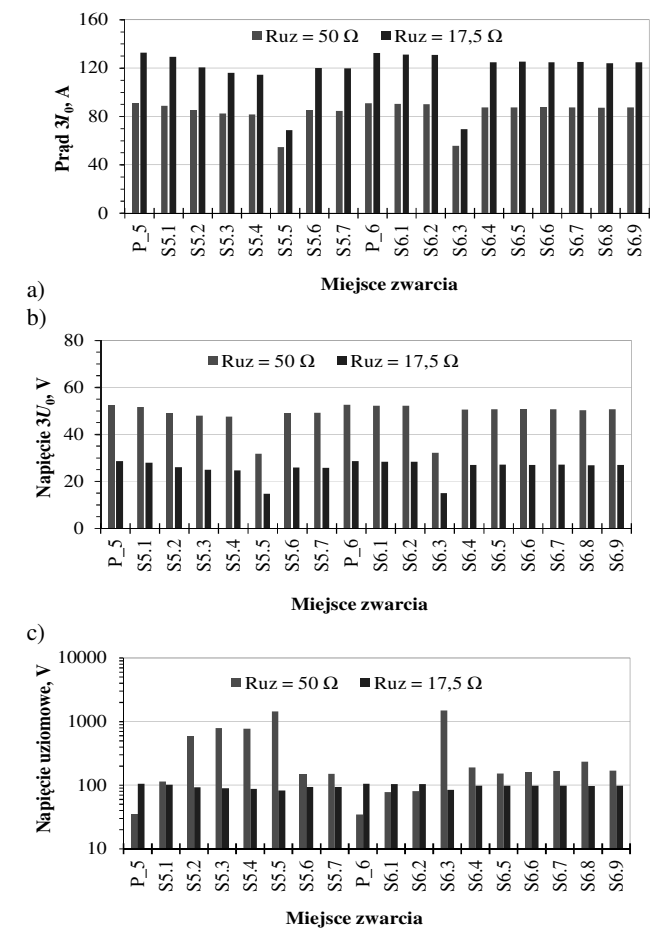 160
120
80
40
0
Prąd 3I0, A
Ruz = 50 Ω
Ruz = 17,5 Ω
P_5
S5.1
S5.2
S5.3
S5.4
S5.5
S5.6
S5.7
P_6
S6.1
S6.2
S6.3
S6.4
S6.5
S6.6
S6.7
S6.8
S6.9
Miejsce zwarcia
a)
b)
80
60
40
20
0
Napięcie 3U0, V
Ruz = 50 Ω
Ruz = 17,5 Ω
P_5
S5.1
S5.2
S5.3
S5.4
S5.5
S5.6
S5.7
P_6
S6.1
S6.2
S6.3
S6.4
S6.5
S6.6
S6.7
S6.8
S6.9
Miejsce zwarcia
c)
10000
1000
100
10
Napięcie uziomowe, V
Ruz = 50 Ω
Ruz = 17,5 Ω
P_5
S5.1
S5.2
S5.3
S5.4
S5.5
S5.6
S5.7
P_6
S6.1
S6.2
S6.3
S6.4
S6.5
S6.6
S6.7
S6.8
S6.9
Miejsce zwarcia